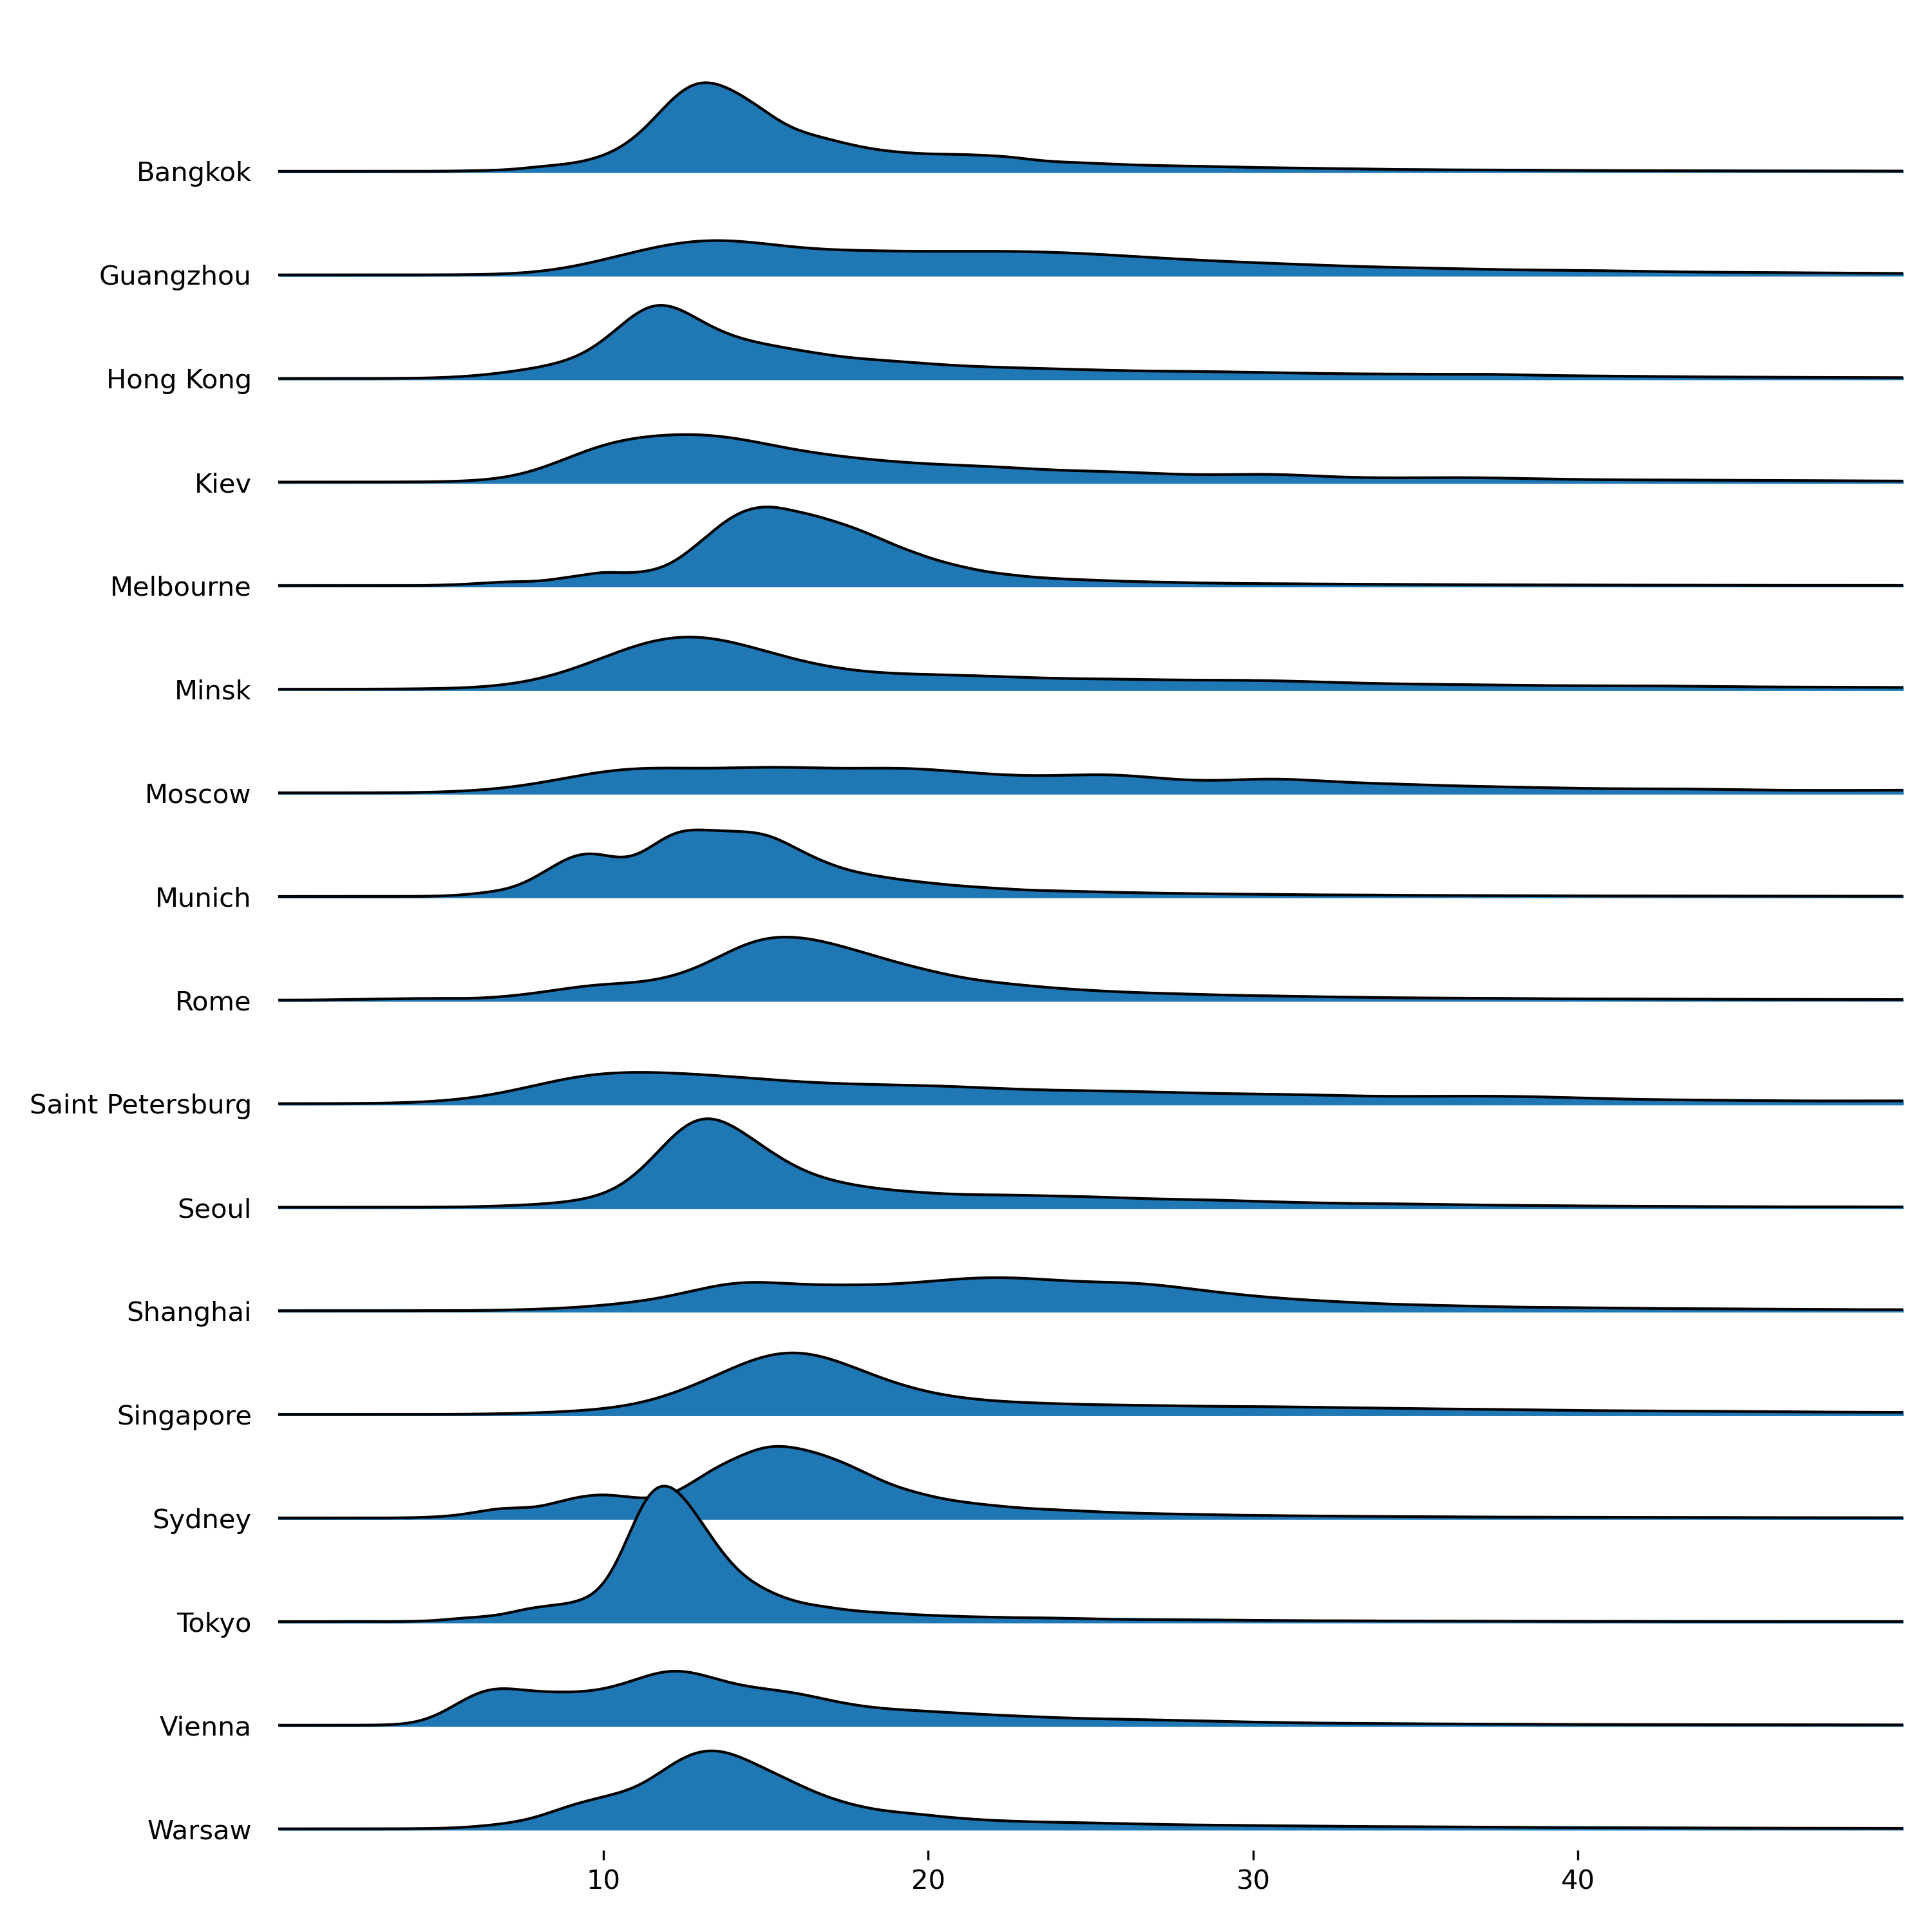 Bangkok
Guangzhou
Hong Kong
Kiev
Melbourne
Minsk
Moscow
Munich
Rome
Saint Petersburg
Seoul
Shanghai
Singapore
Sydney
Tokyo
Vienna
Warsaw
10 20 30 40